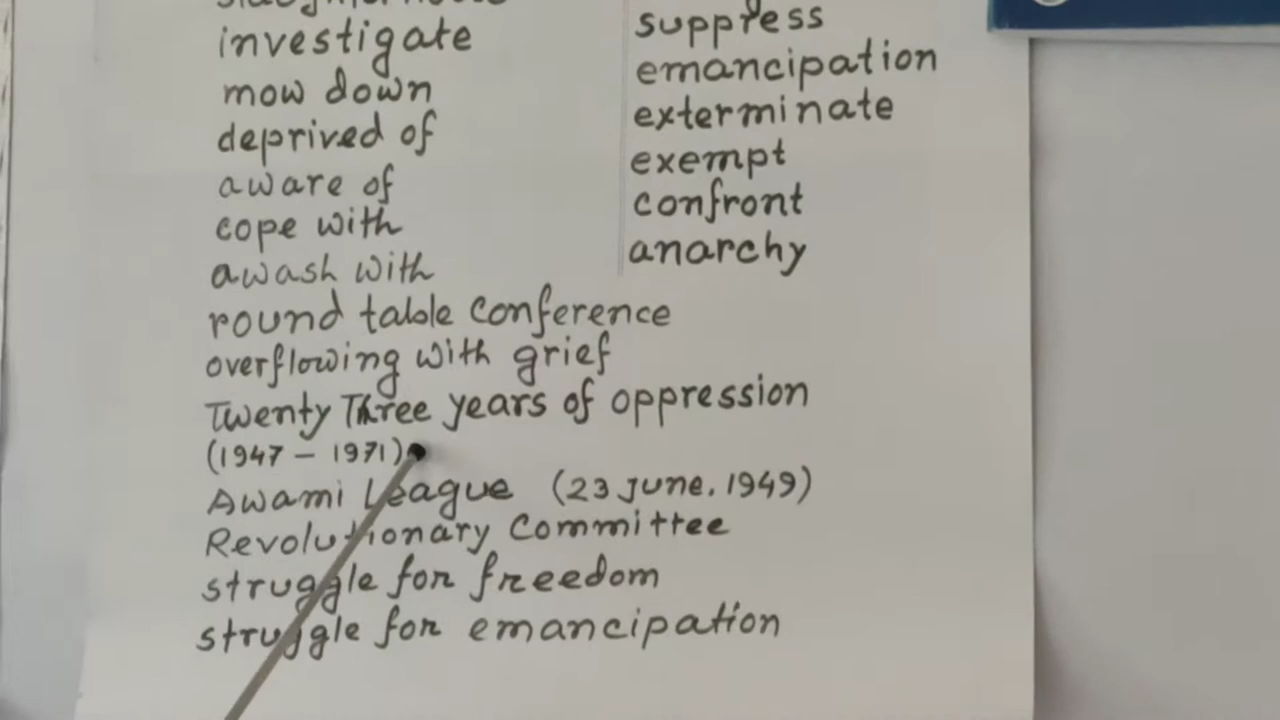 investigate
mow down
deprived of
aware of
cope with
awash with
suppress
emancipation
exterminate
exempt
confront
anarchy
round table conference
overflowing with grief
Twenty Three years of oppression
(1947 - 1971)
Awami League (23 June. 1949)
Revolutionary Committee
struggle for freedom
struggle for emancipation